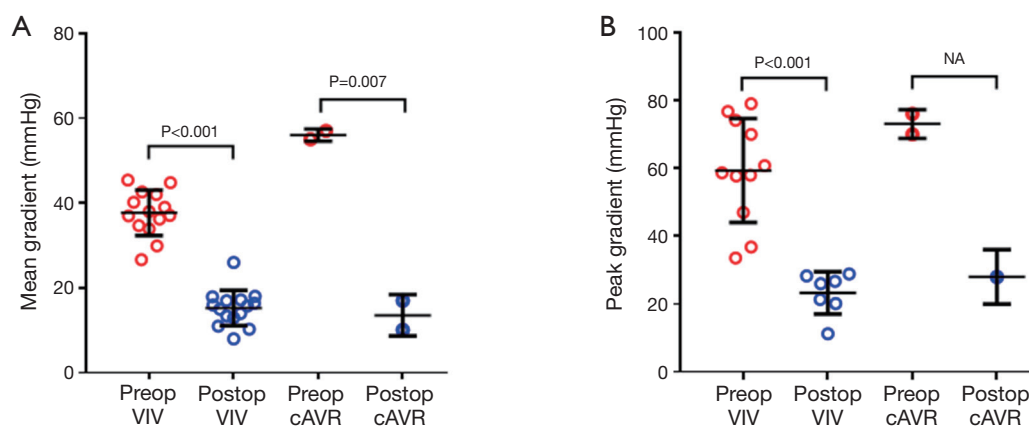 A
Mean gradient (mmHg)
80
60
40
20
0
P<0.001
P=0.007
Preop
VIV
Postop
VIV
Preop
cAVR
Postop
cAVR
B
Peak gradient (mmHg)
100
80
60
40
20
0
P<0.001
NA
Preop
VIV
Postop
VIV
Preop
cAVR
Postop
cAVR